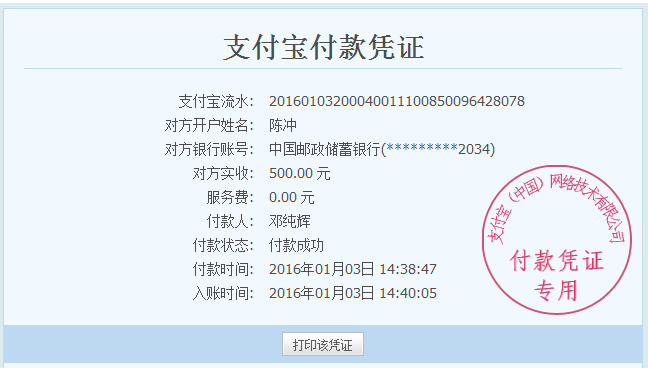 支付宝付款凭证
支付宝流水： 20160103200040011100850096428078
对方开户姓名： 陈冲
对方银行账号： 中国邮政储蓄银行(*********2034)
对方实收： 500.00 元
服务费： 0.00 元
付款人： 邓纯辉
付款状态： 付款成功
付款时间： 2016年01月03日 14:38:47
入账时间： 2016年01月03日 14:40:05
支付宝（中国）网络技术有限公司
付款凭证
专用
打印该凭证